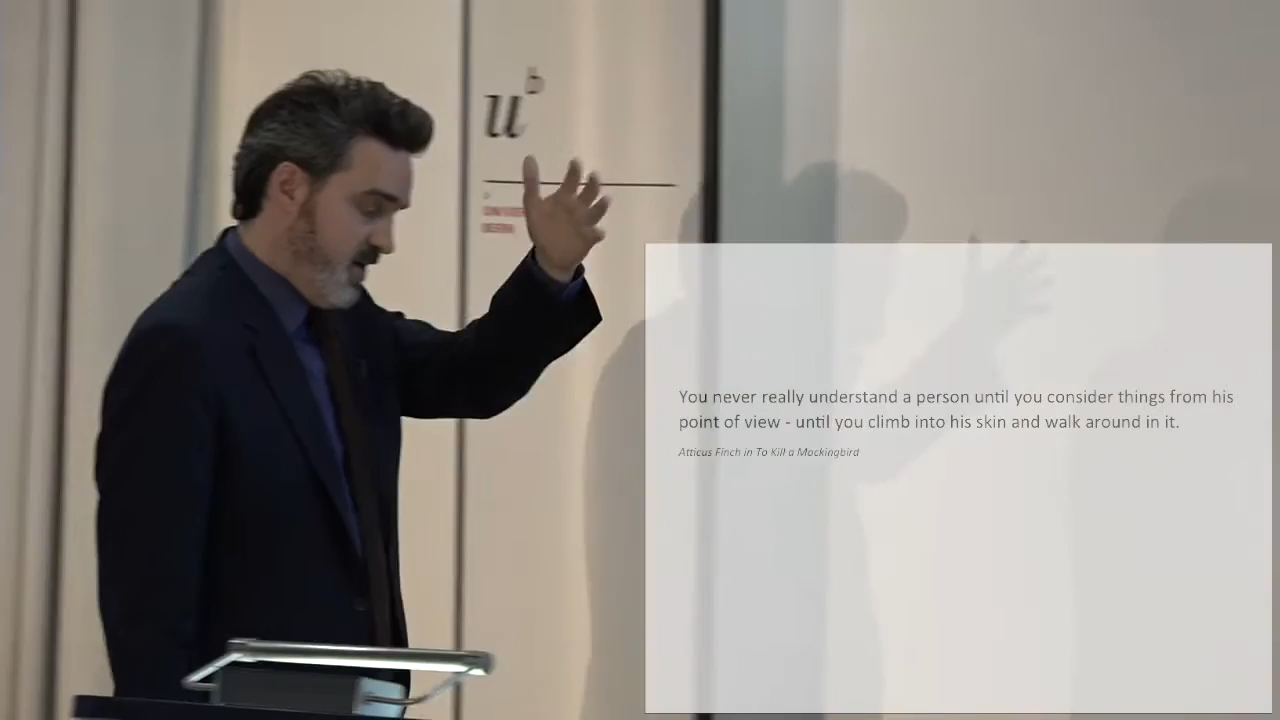 u
b
You never really understand a person until you consider things from his
point of view - until you climb into his skin and walk around in it.
Atticus Finch in To Kill a Mockingbird